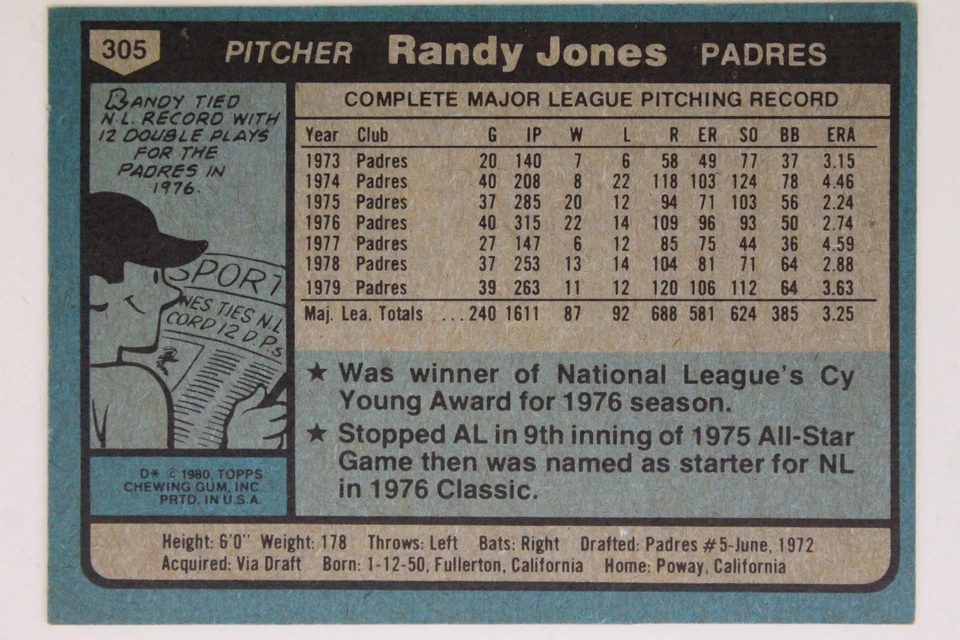 305 PITCHER Randy Jones PADRES
RANDY TIED
N.L. RECORD WITH
12 DOUBLE PLAYS
FOR THE
PADRES IN
1976.
SPORT
NES TIES N.L.
CORD 12 D P's
D* © 1980, TOPPS
CHEWING GUM, INC.
PRTD. IN U.S.A.
COMPLETE MAJOR LEAGUE PITCHING RECORD
Year Club G IP W L R ER SO BB ERA
1973 Padres 20 140 7 6 58 49 77 37 3.15
1974 Padres 40 208 8 22 118 103 124 78 4.46
1975 Padres 37 285 20 12 94 71 103 56 2.24
1976 Padres 40 315 22 14 109 96 93 50 2.74
1977 Padres 27 147 6 12 85 75 44 36 4.59
1978 Padres 37 253 13 14 104 81 71 64 2.88
1979 Padres 39 263 11 12 120 106 112 64 3.63
Maj. Lea. Totals ...240 1611 87 92 688 581 624 385 3.25
★ Was winner of National League's Cy
Young Award for 1976 season.
★ Stopped AL in 9th inning of 1975 All-Star
Game then was named as starter for NL
in 1976 Classic.
Height: 6'0" Weight: 178 Throws: Left Bats: Right Drafted: Padres #5-June, 1972
Acquired: Via Draft Born: 1-12-50, Fullerton, California Home: Poway, California